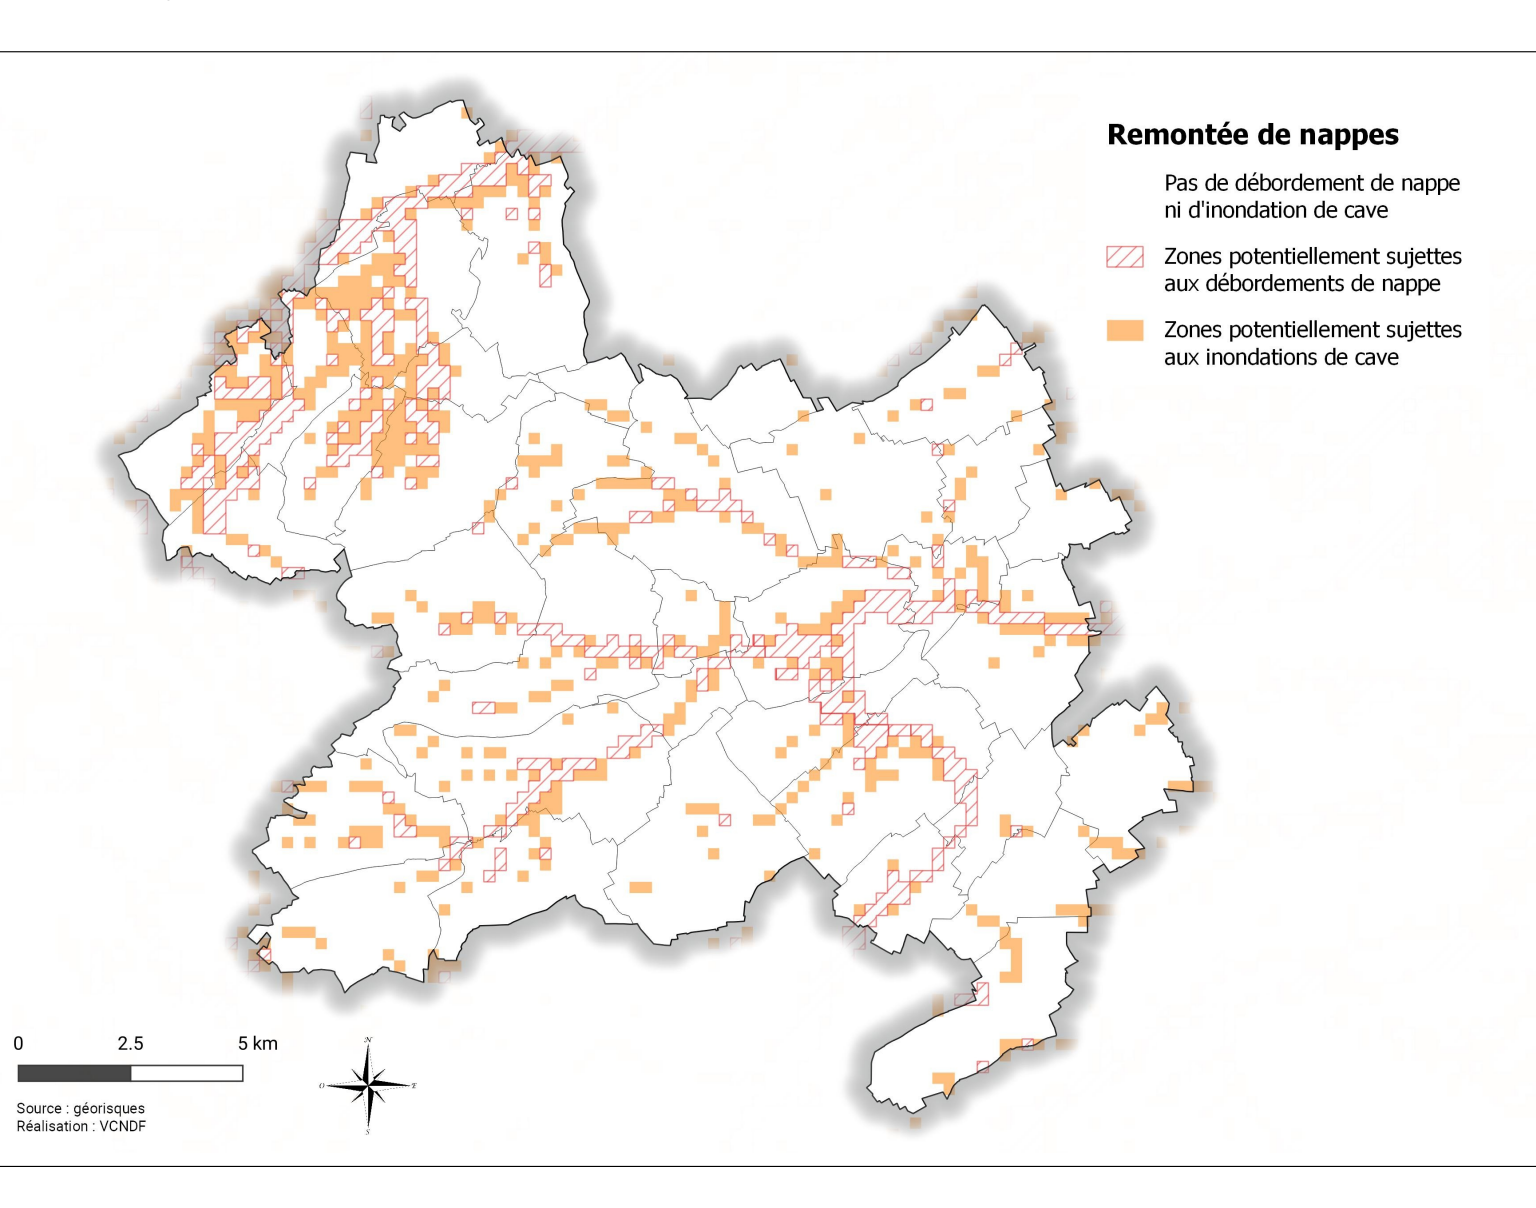 Remontée de nappes
Pas de débordement de nappe
ni d'inondation de cave
Zones potentiellement sujettes
aux débordements de nappe
Zones potentiellement sujettes
aux inondations de cave
0 2.5 5 km
Source : géorisques
Réalisation : VCNDF
N
O E
S